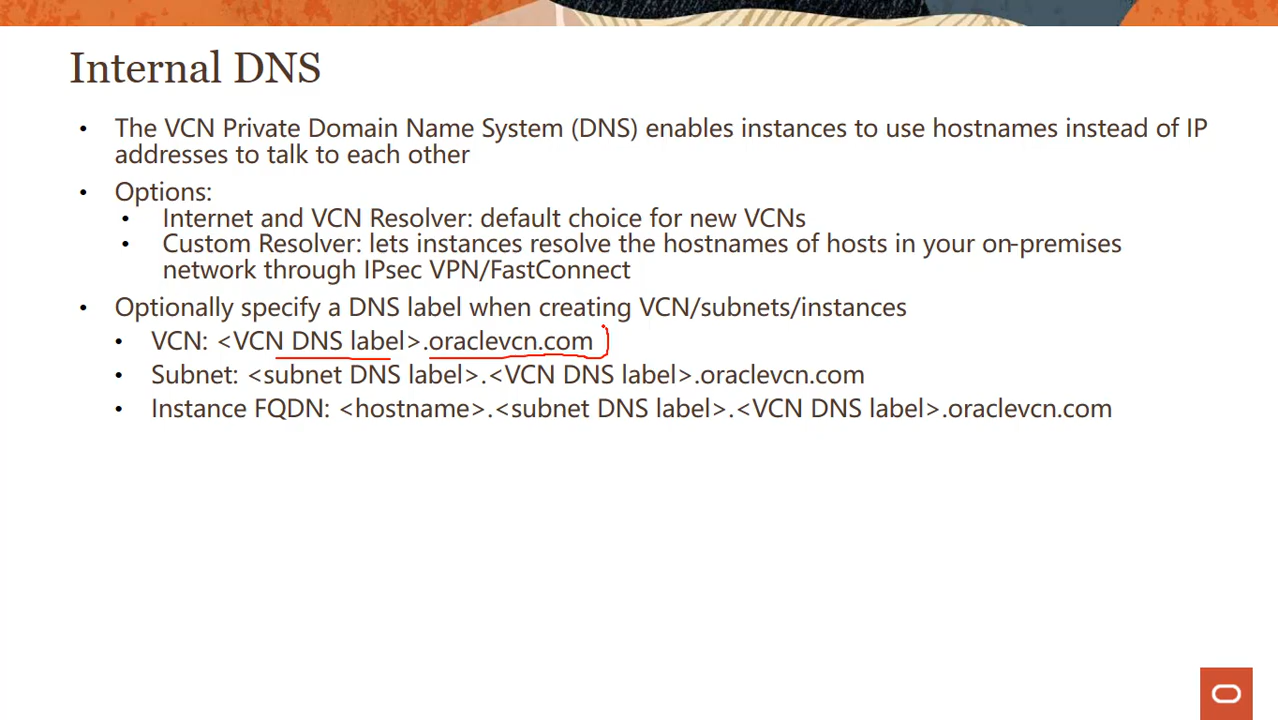 Internal DNS
• The VCN Private Domain Name System (DNS) enables instances to use hostnames instead of IP
addresses to talk to each other
• Options:
• Internet and VCN Resolver: default choice for new VCNs
• Custom Resolver: lets instances resolve the hostnames of hosts in your on-premises
network through IPsec VPN/FastConnect
• Optionally specify a DNS label when creating VCN/subnets/instances
• VCN: <VCN DNS label>.oraclevcn.com
• Subnet: <subnet DNS label>.<VCN DNS label>.oraclevcn.com
• Instance FQDN: <hostname>.<subnet DNS label>.<VCN DNS label>.oraclevcn.com